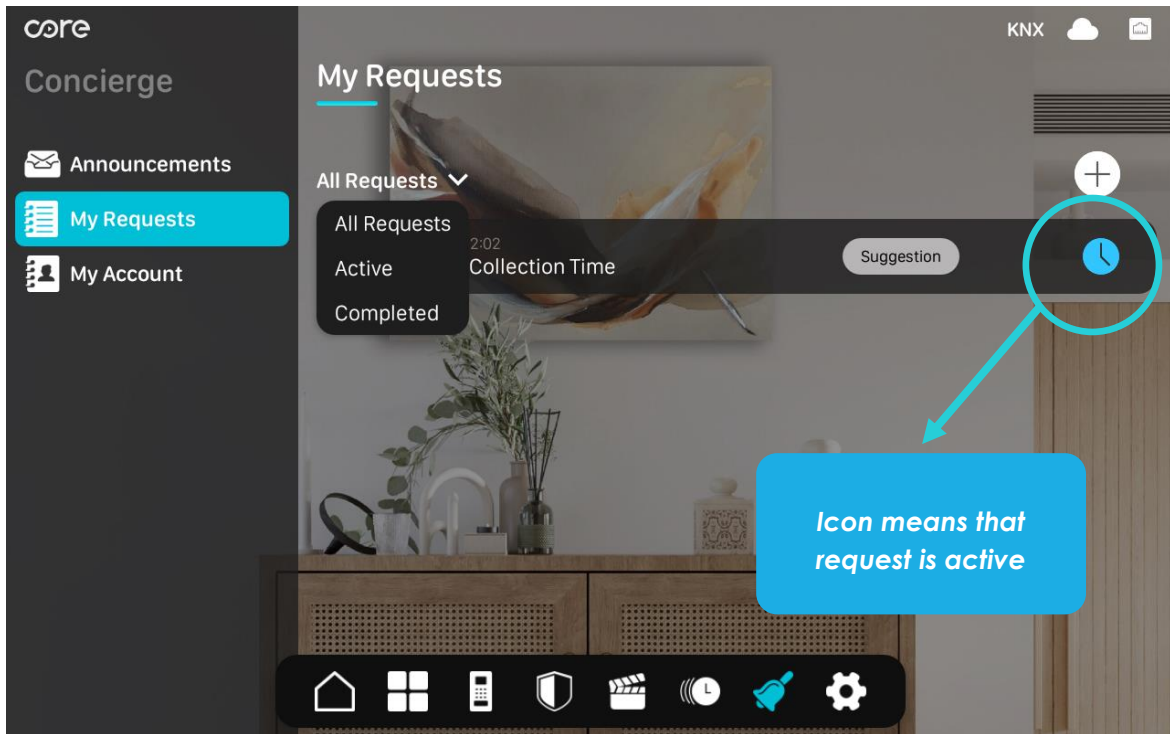 core
KNX
Concierge
My Requests
Announcements
My Requests
My Account
All Requests
All Requests
Active
Completed
2:02
Collection Time
Suggestion
Icon means that
request is active